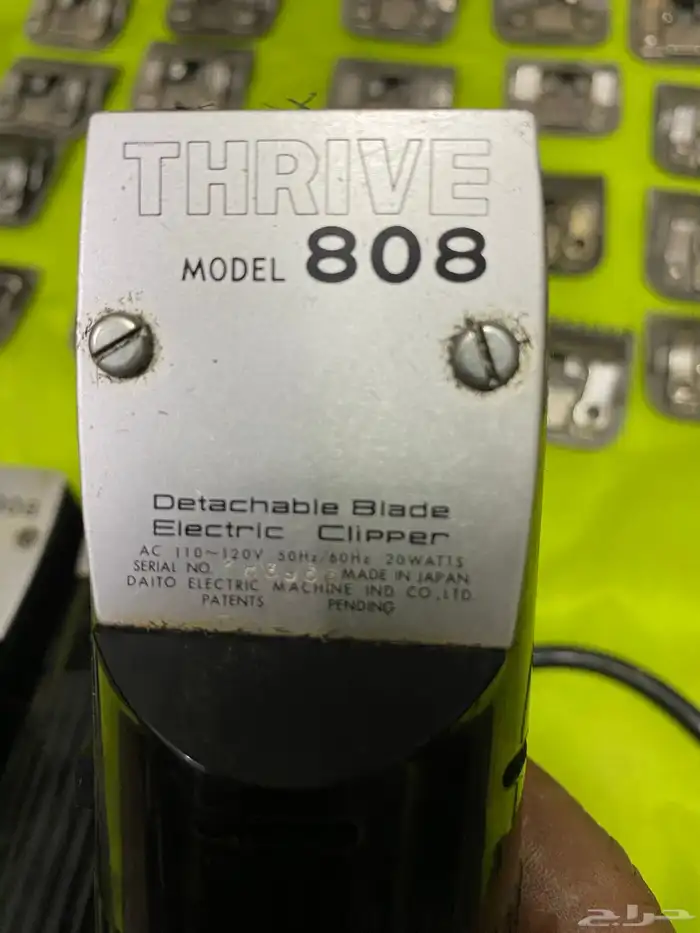 THRIVE
MODEL 808
Detachable Blade
Electric Clipper
AC 110~120V 50Hz/60Hz 20WATTS
SERIAL NO. MADE IN JAPAN
DAITO ELECTRIC MACHINE IND CO.,LTD
PATENTS PENDING
808
حراج